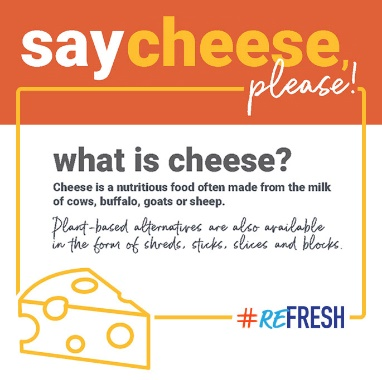 saycheese,
please!
what is cheese?
Cheese is a nutritious food often made from the milk
of cows, buffalo, goats or sheep.
Plant-based alternatives are also available
in the form of shreds, sticks, slices and blocks.
#REFRESH